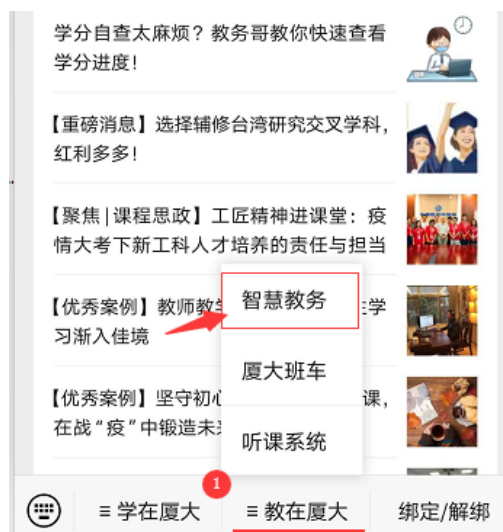 学分自查太麻烦？教务哥教你快速查看
学分进度！
【重磅消息】选择辅修台湾研究交叉学科，
红利多多！
【聚焦|课程思政】工匠精神进课堂：疫
情大考下新工科人才培养的责任与担当
【优秀案例】教师教学
生学
习渐入佳境
智慧教务
厦大班车
听课系统
【优秀案例】坚守初心
课，
在战“疫”中锻造未
1
≡ 学在厦大
≡ 教在厦大
绑定/解绑